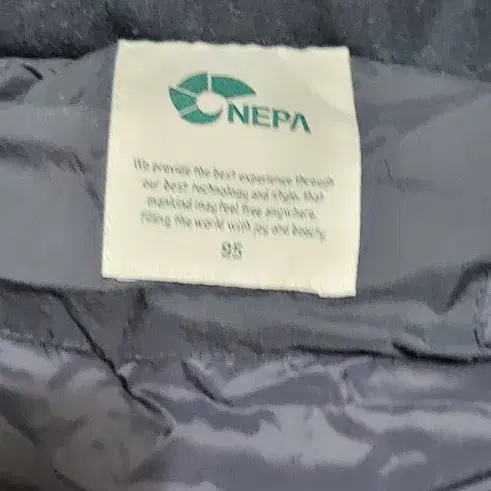 NEPA
We provide the best experience through
our best technology and style, that
mankind may feel free anywhere,
filling the world with joy and beauty.
95